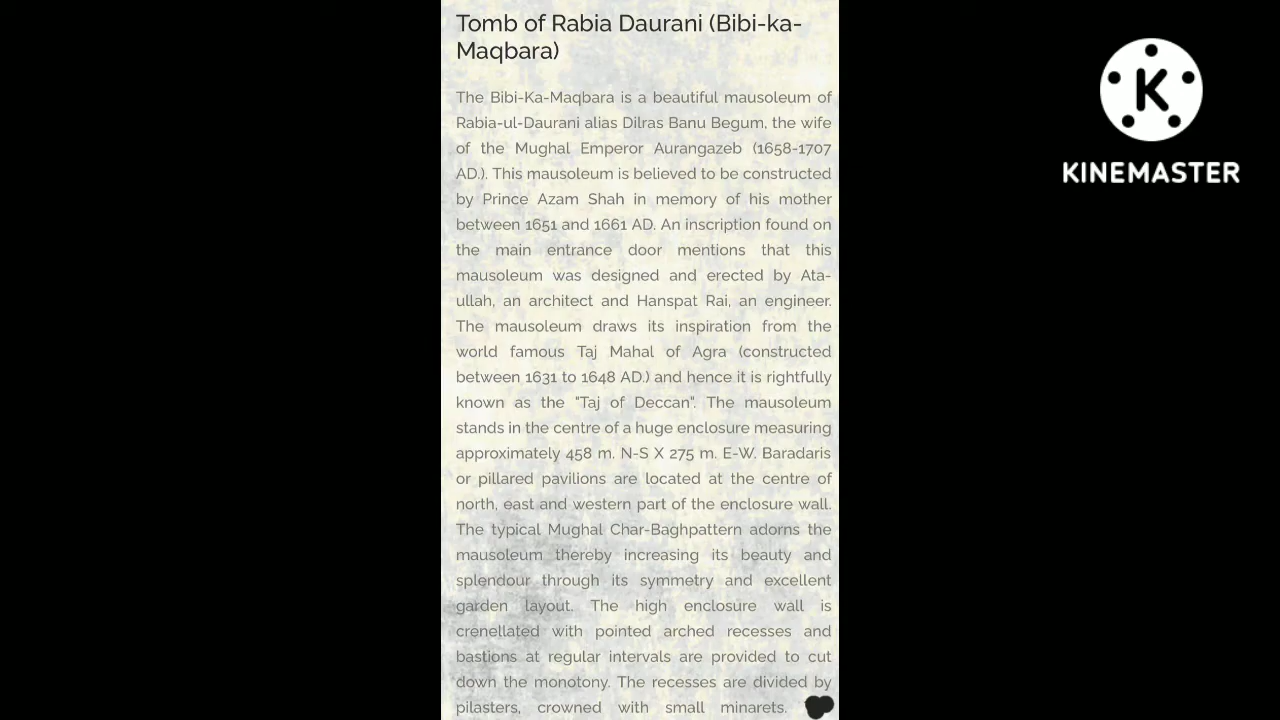 Tomb of Rabia Daurani (Bibi-ka-
Maqbara)
The Bibi-Ka-Maqbara is a beautiful mausoleum of
Rabia-ul-Daurani alias Dilras Banu Begum, the wife
of the Mughal Emperor Aurangazeb (1658-1707
AD.). This mausoleum is believed to be constructed
by Prince Azam Shah in memory of his mother
between 1651 and 1661 AD. An inscription found on
the main entrance door mentions that this
mausoleum was designed and erected by Ata-
ullah, an architect and Hanspat Rai, an engineer.
The mausoleum draws its inspiration from the
world famous Taj Mahal of Agra (constructed
between 1631 to 1648 AD.) and hence it is rightfully
known as the "Taj of Deccan". The mausoleum
stands in the centre of a huge enclosure measuring
approximately 458 m. N-S X 275 m. E-W. Baradaris
or pillared pavilions are located at the centre of
north, east and western part of the enclosure wall.
The typical Mughal Char-Baghpattern adorns the
mausoleum thereby increasing its beauty and
splendour through its symmetry and excellent
garden layout. The high enclosure wall is
crenellated with pointed arched recesses and
bastions at regular intervals are provided to cut
down the monotony. The recesses are divided by
pilasters, crowned with small minarets.
K
KINEMASTER